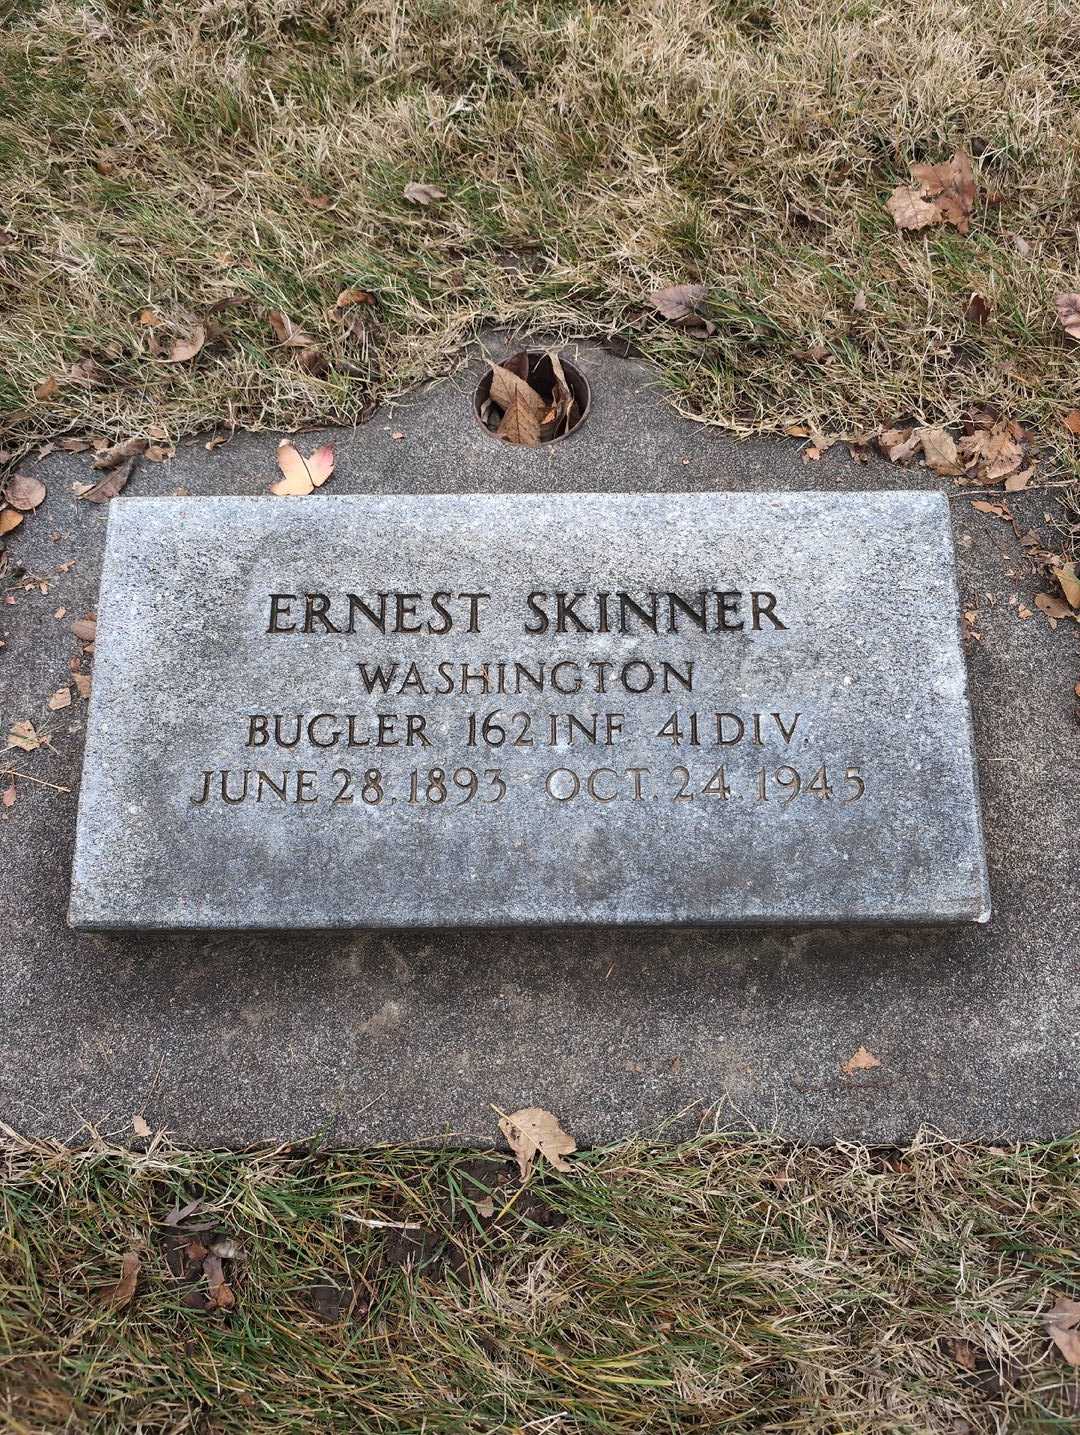 ERNEST SKINNER
WASHINGTON
BUGLER 162 INF 41 DIV.
JUNE 28, 1893 OCT. 24. 1945